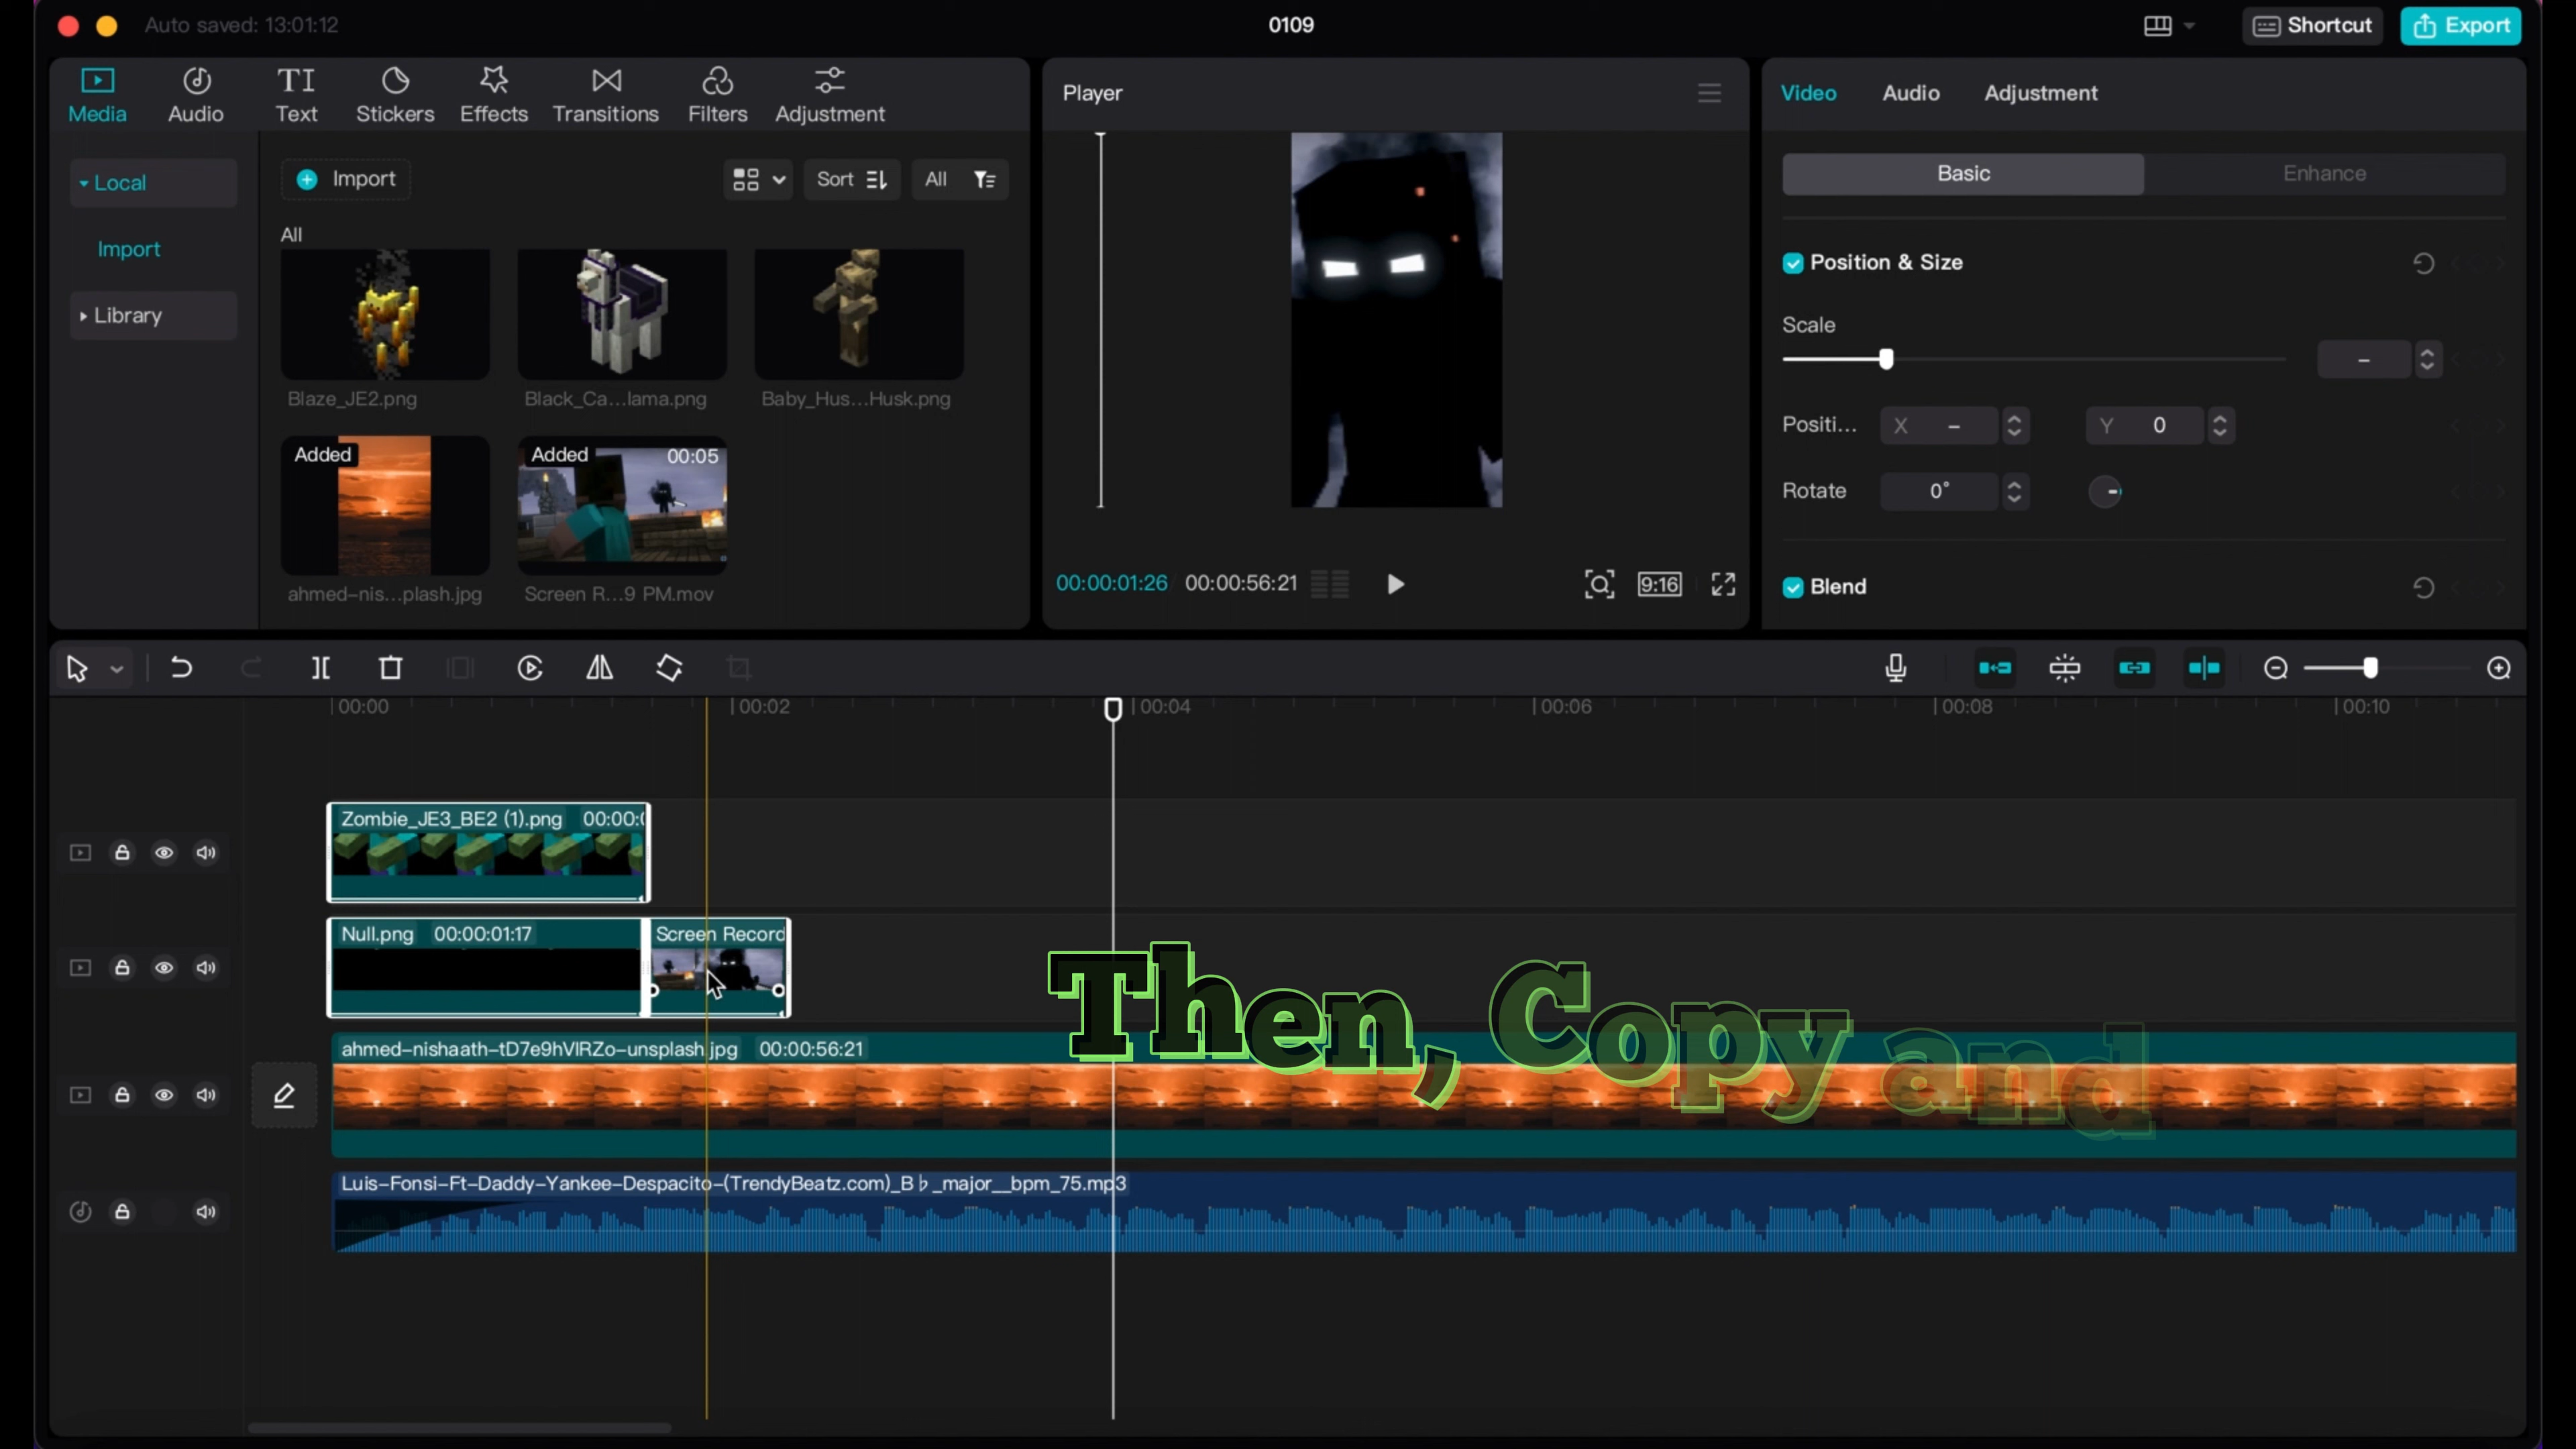 Auto saved: 13:01:12
0109
Shortcut
Export
Media
Audio
TI
Text
Stickers
Effects
Transitions
Filters
Adjustment
Player
Video
Audio
Adjustment
Local
Import
Library
Import
Sort
All
All
Blaze_JE2.png
Black_Ca...lama.png
Baby_Hus...Husk.png
Added
Added
00:05
ahmed-nis...plash.jpg
Screen R...9 PM.mov
00:00:01:26
00:00:56:21
9:16
Basic
Enhance
Position & Size
Scale
–
Positi...
X –
Y 0
Rotate
0°
Blend
00:00
00:02
00:04
00:06
00:08
00:10
Zombie_JE3_BE2 (1).png
00:00:0
Null.png
00:00:01:17
Screen Record
Then, Copy and
ahmed-nishaath-tD7e9hVIRZo-unsplash.jpg
00:00:56:21
Luis-Fonsi-Ft-Daddy-Yankee-Despacito-(TrendyBeatz.com)_B♭_major__bpm_75.mp3